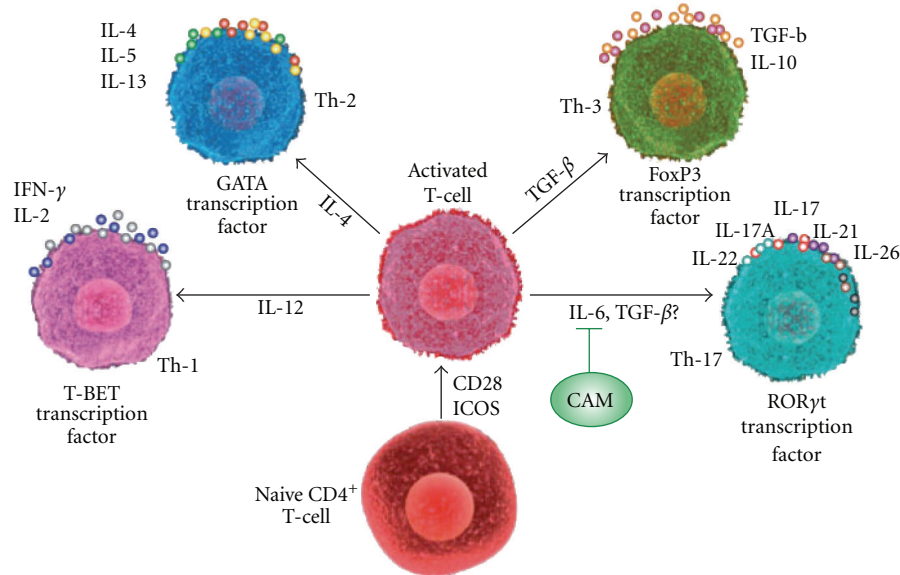 IL-4
IL-5
IL-13
Th-2
GATA
transcription
factor
IL-4
Activated
T-cell
TGF-β
TGF-b
IL-10
Th-3
FoxP3
transcription
factor
IFN-γ
IL-2
Th-1
T-BET
transcription
factor
IL-12
IL-6, TGF-β?
CAM
IL-17
IL-17A
IL-21
IL-22
IL-26
Th-17
RORγt
transcription
factor
CD28
ICOS
Naive CD4⁺
T-cell